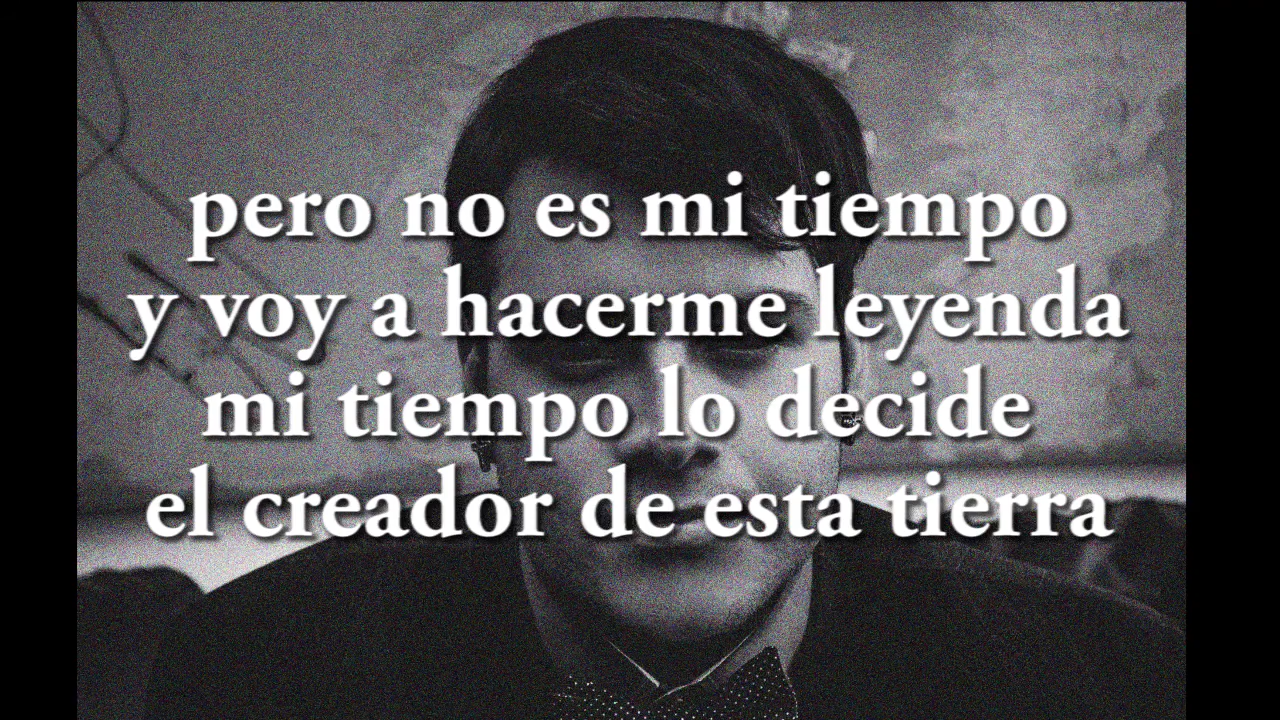 pero no es mi tiempo
y voy a hacerme leyenda
mi tiempo lo decide
el creador de esta tierra